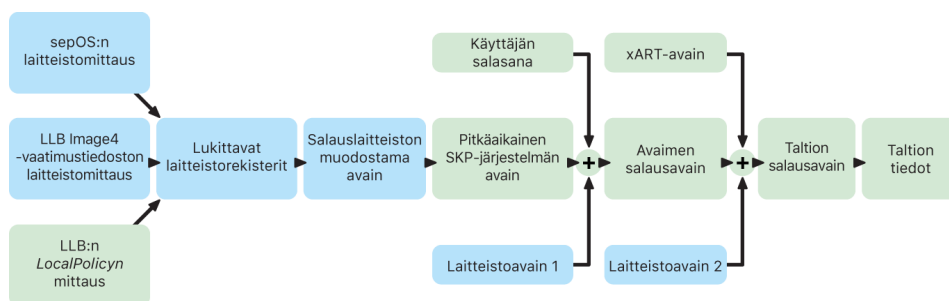 sepOS:n
laitteistomittaus
LLB Image4
-vaatimustiedoston
laitteistomittaus
LLB:n
LocalPolicyn
mittaus
Lukittavat
laitteistorekisterit
Salauslaitteiston
muodostama
avain
Pitkäaikainen
SKP-järjestelmän
avain
Käyttäjän
salasana
+
Laitteistoavain 1
Avaimen
salausavain
xART-avain
+
Laitteistoavain 2
Taltion
salausavain
Taltion
tiedot